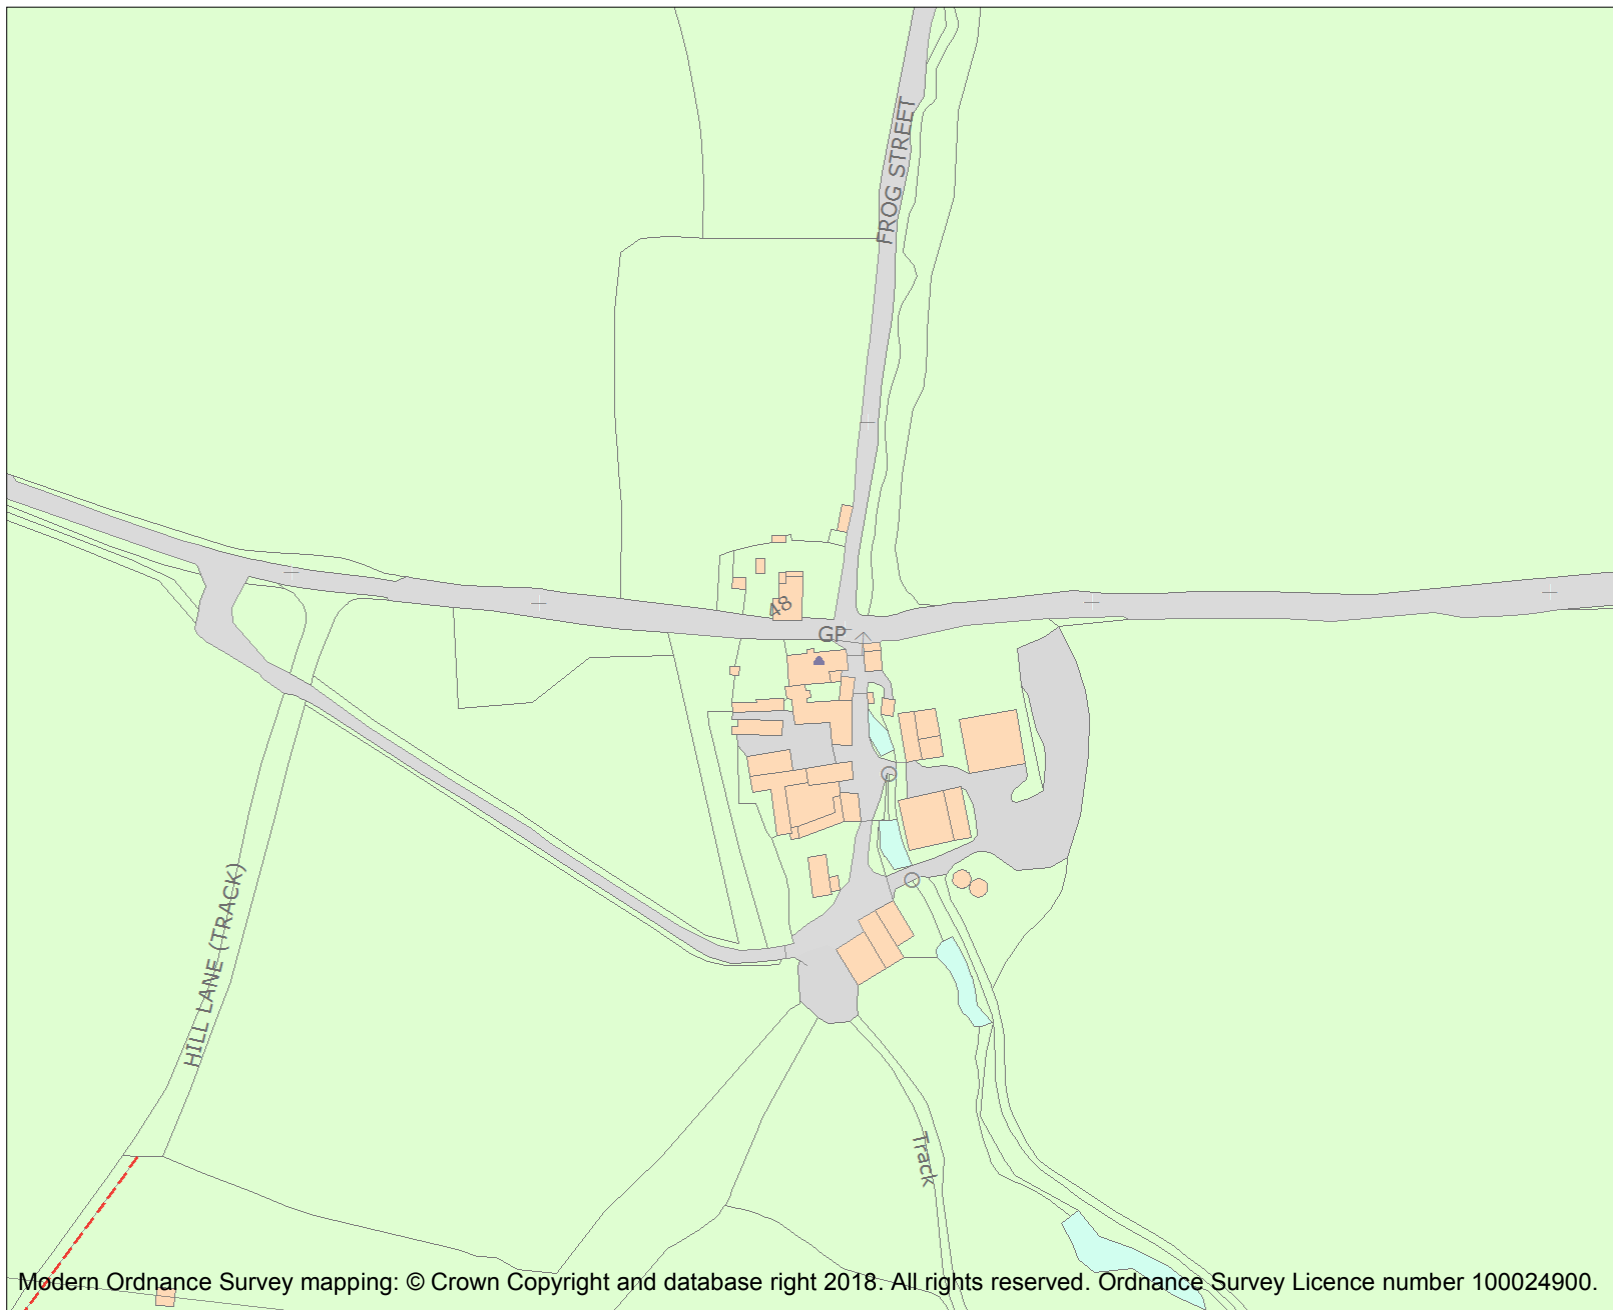 FROG STREET
48
GP
HILL LANE (TRACK)
Track
Modern Ordnance Survey mapping: © Crown Copyright and database right 2018. All rights reserved. Ordnance Survey Licence number 100024900.